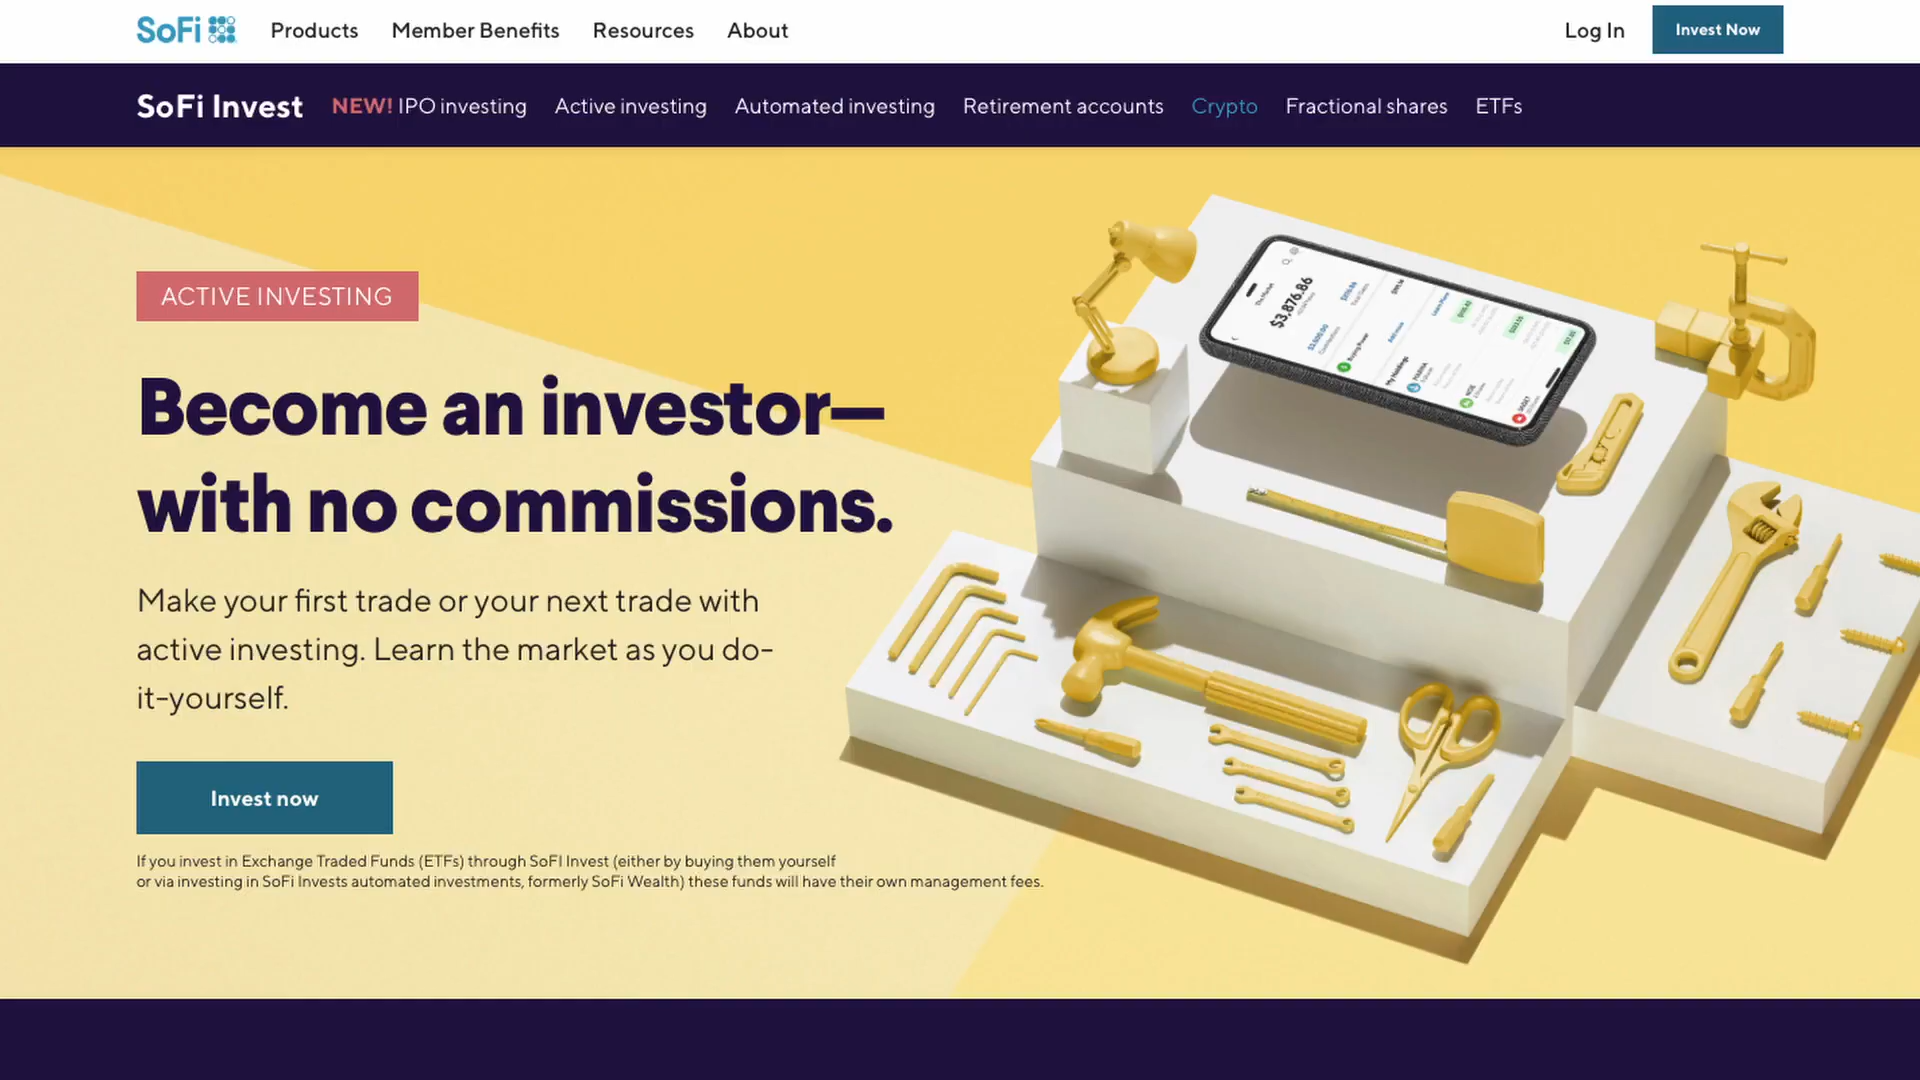 SoFi
Products
Member Benefits
Resources
About
Log In
Invest Now
SoFi Invest
NEW! IPO investing
Active investing
Automated investing
Retirement accounts
Crypto
Fractional shares
ETFs
ACTIVE INVESTING
Become an investor—
with no commissions.
Make your first trade or your next trade with
active investing. Learn the market as you do-
it-yourself.
Invest now
If you invest in Exchange Traded Funds (ETFs) through SoFI Invest (either by buying them yourself
or via investing in SoFi Invests automated investments, formerly SoFi Wealth) these funds will have their own management fees.
$3,876.86
Buying Power
My Holdings